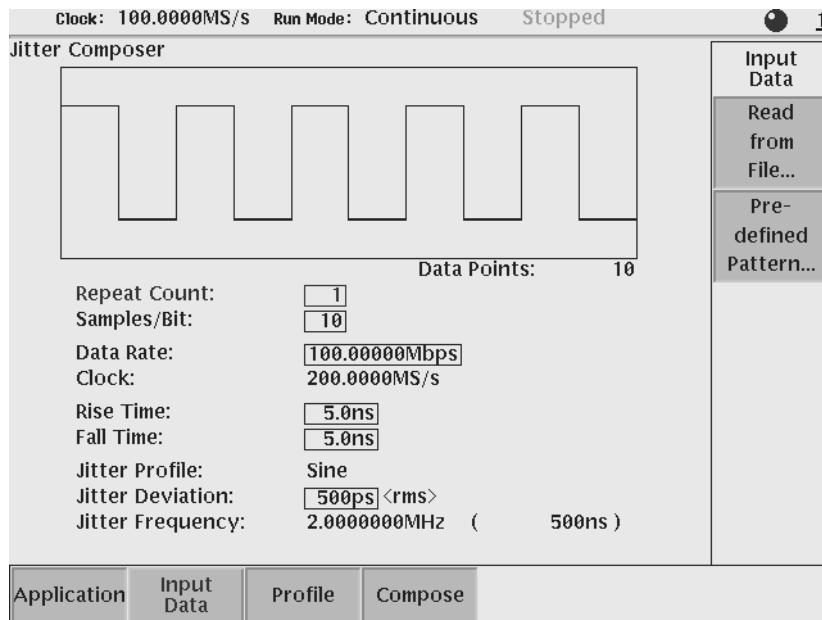 Clock: 100.0000MS/s Run Mode: Continuous Stopped
Jitter Composer
Data Points: 10
Repeat Count: 1
Samples/Bit: 10
Data Rate: 100.00000Mbps
Clock: 200.0000MS/s
Rise Time: 5.0ns
Fall Time: 5.0ns
Jitter Profile: Sine
Jitter Deviation: 500ps <rms>
Jitter Frequency: 2.0000000MHz ( 500ns )
Input
Data
Read
from
File...
Pre-
defined
Pattern...
Application
Input
Data
Profile
Compose